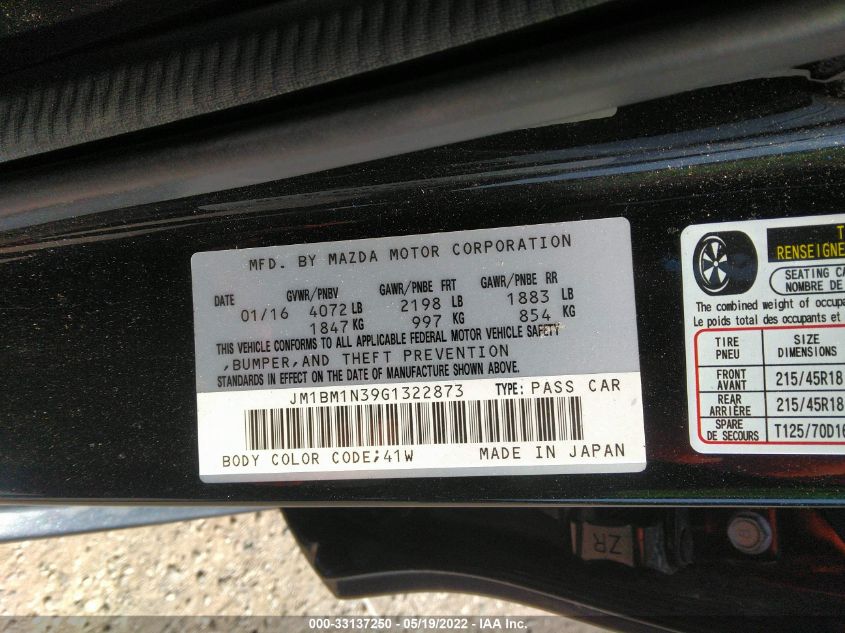 MFD. BY MAZDA MOTOR CORPORATION
DATE GVWR/PNBV GAWR/PNBE FRT GAWR/PNBE RR
01/16 4072 LB 2198 LB 1883 LB
1847 KG 997 KG 854 KG
THIS VEHICLE CONFORMS TO ALL APPLICABLE FEDERAL MOTOR VEHICLE SAFETY
,BUMPER,AND THEFT PREVENTION
STANDARDS IN EFFECT ON THE DATE OF MANUFACTURE SHOWN ABOVE.
JM1BM1N39G1322873 TYPE: PASS CAR
BODY COLOR CODE;41W MADE IN JAPAN
RENSEIGNE
SEATING CA
NOMBRE DE
The combined weight of occupa
Le poids total des occupants et
TIRE SIZE
PNEU DIMENSIONS
FRONT
AVANT 215/45R18
REAR
ARRIÈRE 215/45R18
SPARE
DE SECOURS T125/70D16
ZR
000-33137250 - 05/19/2022 - IAA Inc.